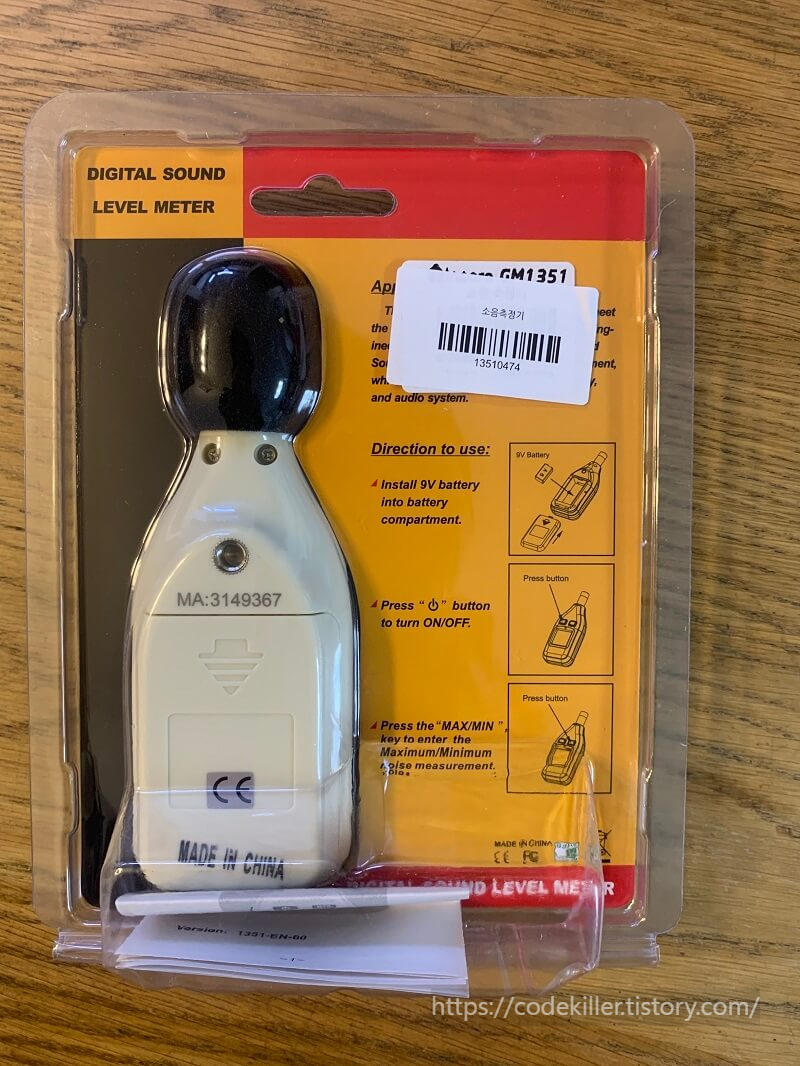 DIGITAL SOUND
LEVEL METER
GM1351
소음측정기
13510474
and audio system.
Direction to use:
Install 9V battery
into battery
compartment.
9V Battery
Press “⏻” button
to turn ON/OFF.
Press button
Press the “MAX/MIN”,
key to enter the
Maximum/Minimum
noise measurement.
Press button
MA:3149367
CE
MADE IN CHINA
MADE IN CHINA
CE FC
DIGITAL SOUND LEVEL METER
Version: 1351-EN-00
-1-
https://codekiller.tistory.com/